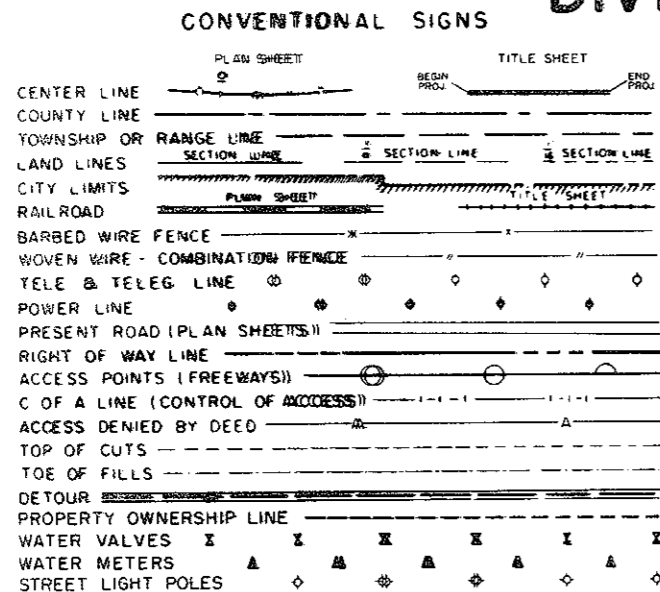 DIV
CONVENTIONAL SIGNS
PLAN SHEET TITLE SHEET
CENTER LINE BEGIN PROJ. END PROJ.
COUNTY LINE
TOWNSHIP OR RANGE LINE
LAND LINES SECTION LINE SECTION LINE SECTION LINE
CITY LIMITS
RAILROAD PLAN SHEET TITLE SHEET
BARBED WIRE FENCE
WOVEN WIRE - COMBINATION FENCE
TELE & TELEG LINE
POWER LINE
PRESENT ROAD (PLAN SHEETS)
RIGHT OF WAY LINE
ACCESS POINTS (FREEWAYS)
C OF A LINE (CONTROL OF ACCESS)
ACCESS DENIED BY DEED A A
TOP OF CUTS
TOE OF FILLS
DETOUR
PROPERTY OWNERSHIP LINE
WATER VALVES
WATER METERS
STREET LIGHT POLES